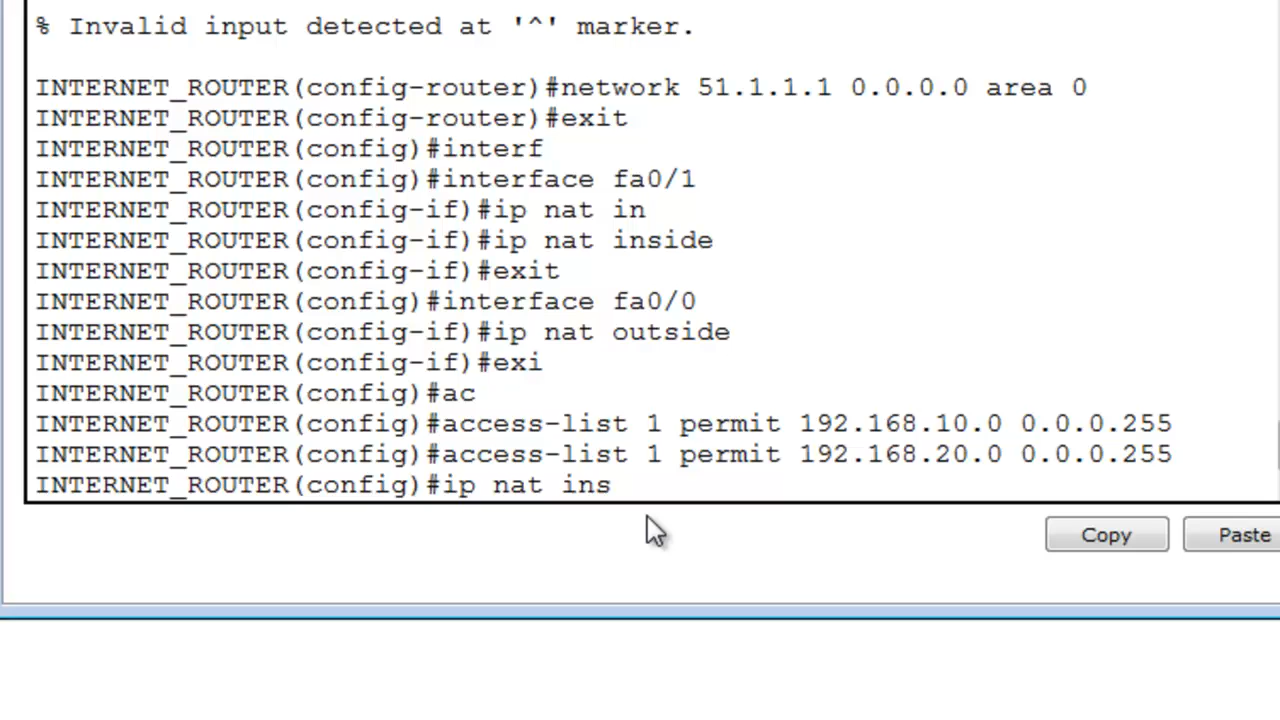 % Invalid input detected at '^' marker.
INTERNET_ROUTER(config-router)#network 51.1.1.1 0.0.0.0 area 0
INTERNET_ROUTER(config-router)#exit
INTERNET_ROUTER(config)#interf
INTERNET_ROUTER(config)#interface fa0/1
INTERNET_ROUTER(config-if)#ip nat in
INTERNET_ROUTER(config-if)#ip nat inside
INTERNET_ROUTER(config-if)#exit
INTERNET_ROUTER(config)#interface fa0/0
INTERNET_ROUTER(config-if)#ip nat outside
INTERNET_ROUTER(config-if)#exi
INTERNET_ROUTER(config)#ac
INTERNET_ROUTER(config)#access-list 1 permit 192.168.10.0 0.0.0.255
INTERNET_ROUTER(config)#access-list 1 permit 192.168.20.0 0.0.0.255
INTERNET_ROUTER(config)#ip nat ins
Copy Paste